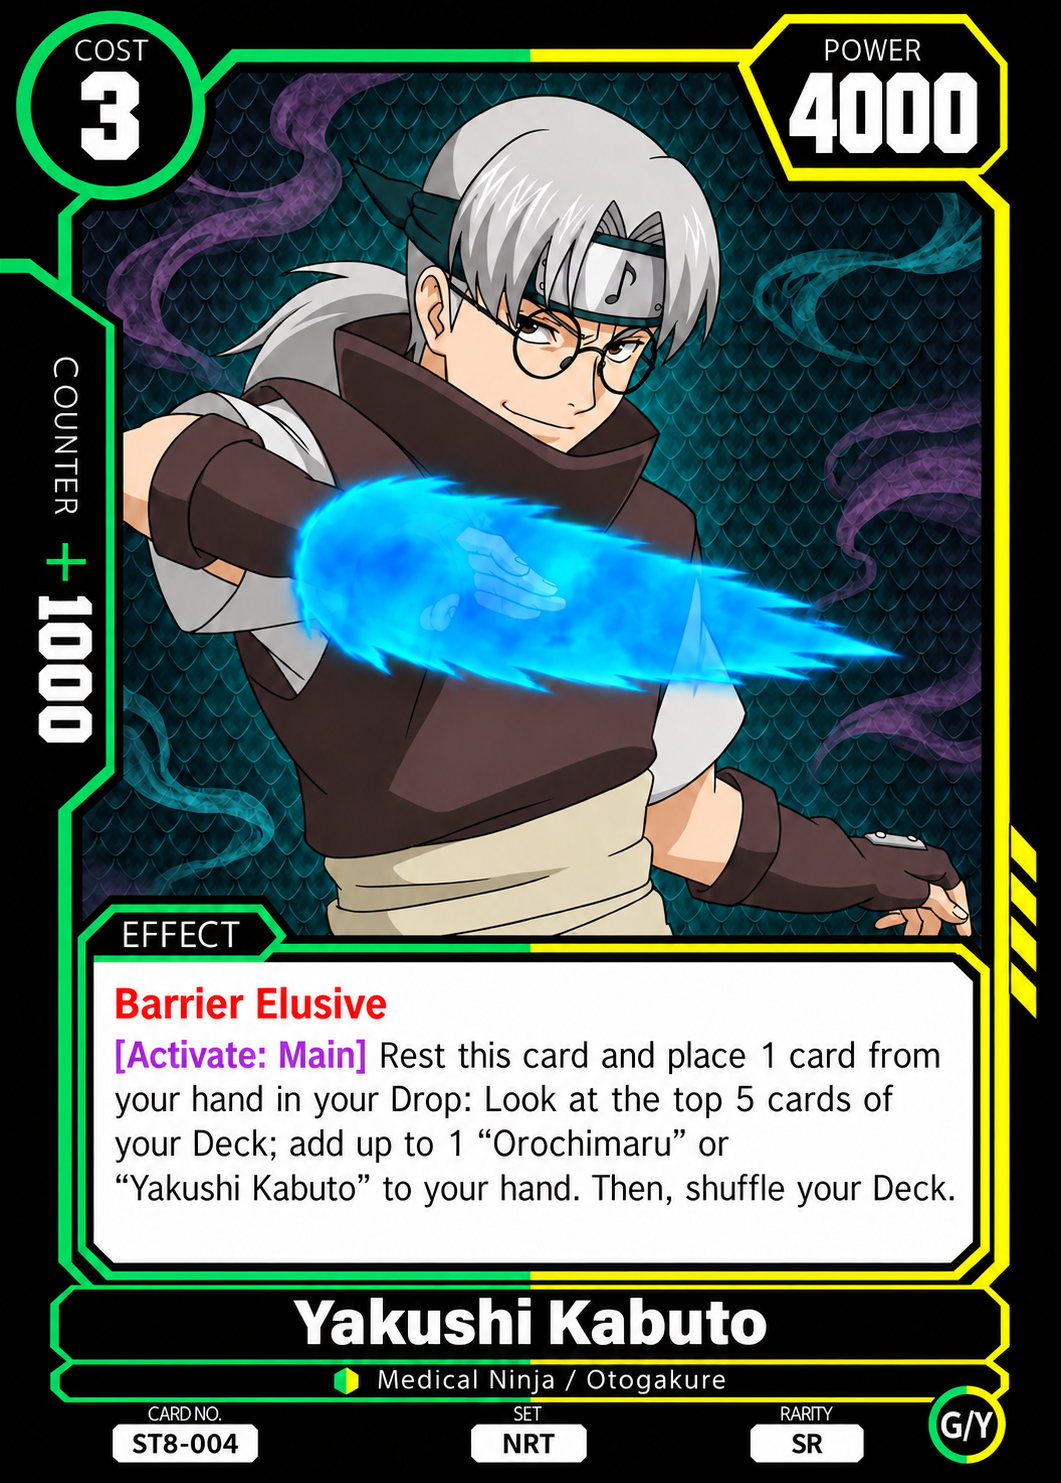 COST
3
POWER
4000
COUNTER
+1000
EFFECT
Barrier Elusive
[Activate: Main] Rest this card and place 1 card from
your hand in your Drop: Look at the top 5 cards of
your Deck; add up to 1 “Orochimaru” or
“Yakushi Kabuto” to your hand. Then, shuffle your Deck.
Yakushi Kabuto
Medical Ninja / Otogakure
CARD NO.
ST8-004
SET
NRT
RARITY
SR
G/Y